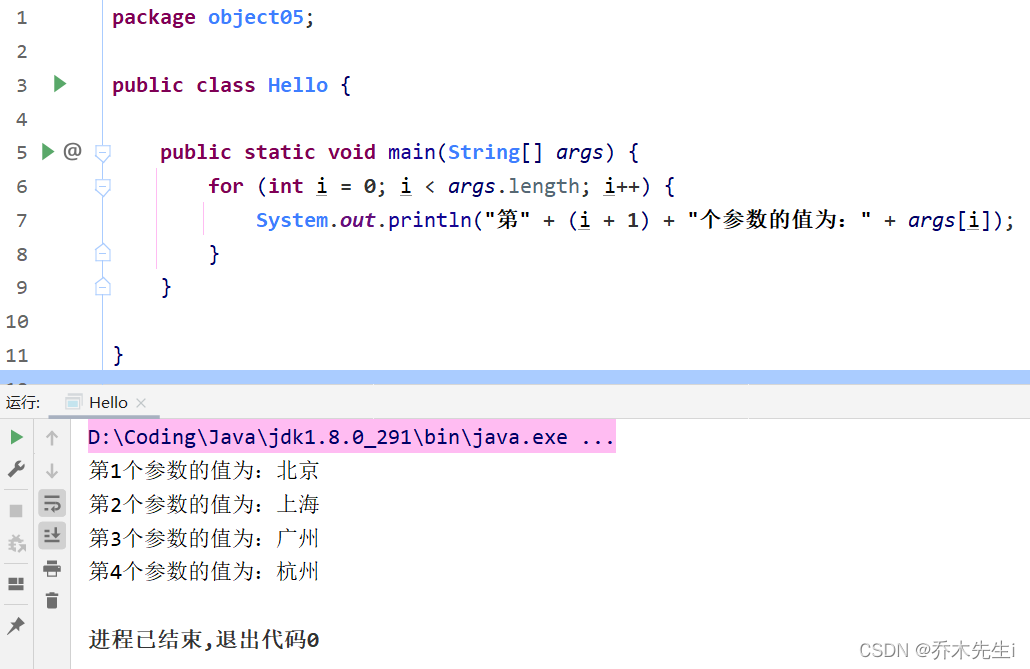 1 package object05;
2
3 public class Hello {
4
5 @ public static void main(String[] args) {
6 for (int i = 0; i < args.length; i++) {
7 System.out.println("第" + (i + 1) + "个参数的值为：" + args[i]);
8 }
9 }
10
11 }
运行: Hello ×
D:\Coding\Java\jdk1.8.0_291\bin\java.exe ...
第1个参数的值为：北京
第2个参数的值为：上海
第3个参数的值为：广州
第4个参数的值为：杭州
进程已结束,退出代码0
CSDN @乔木先生i